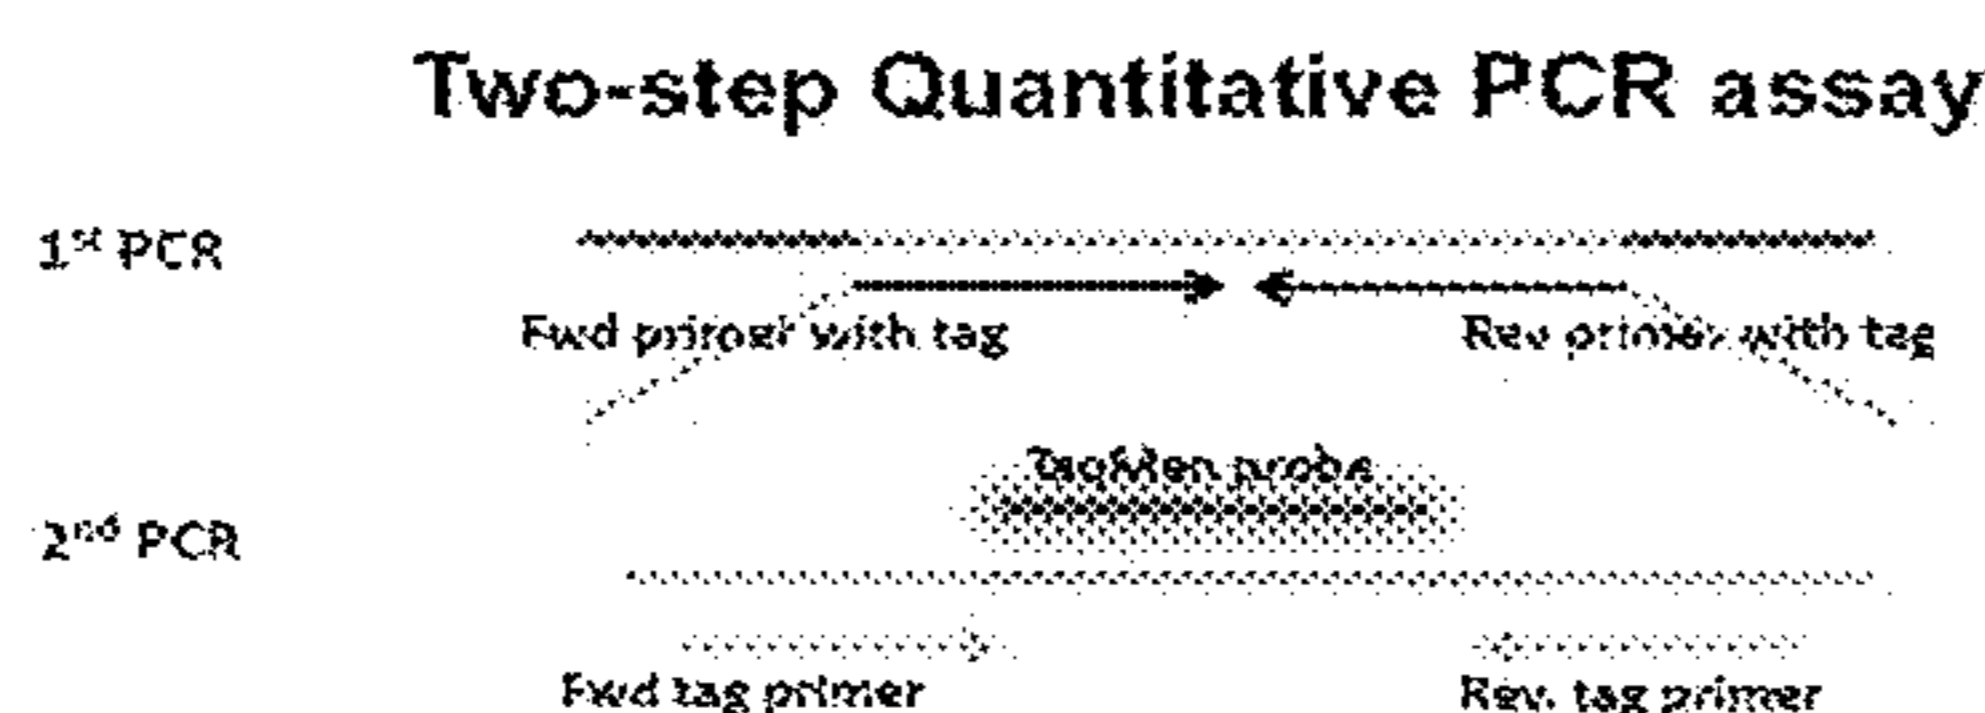 Two-step Quantitative PCR assay
1st PCR
Fwd primer with tag
Rev primer with tag
TaqMan probe
2nd PCR
Fwd tag primer
Rev. tag primer